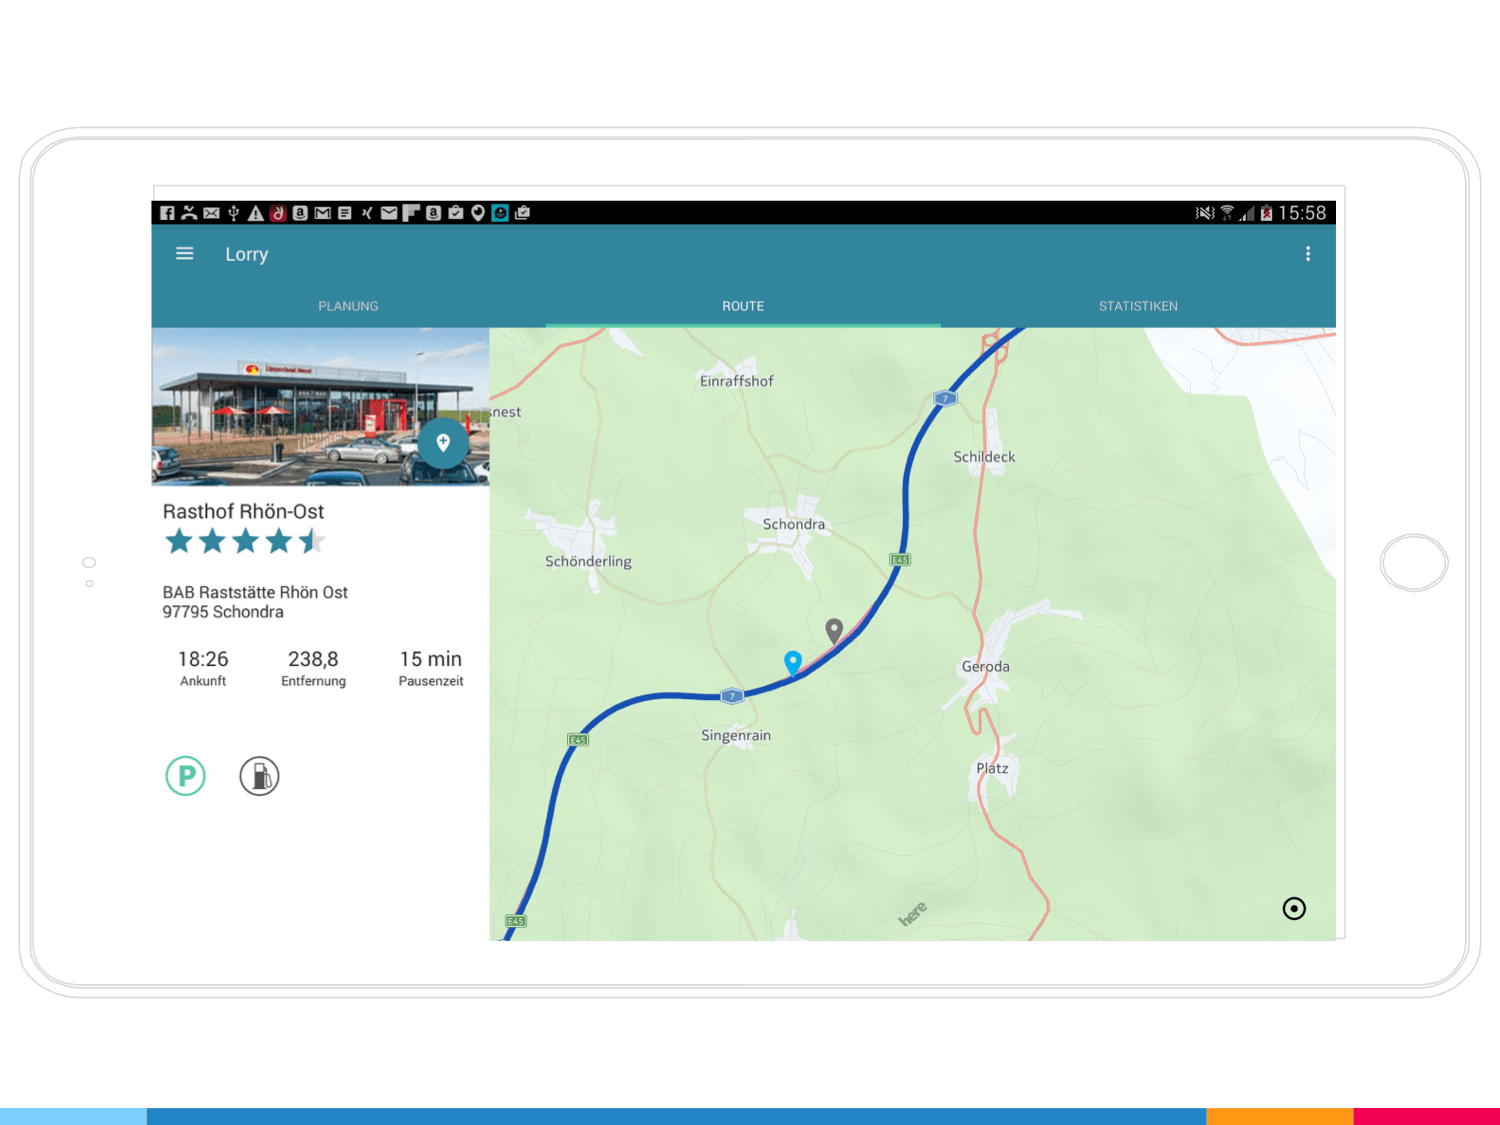 15:58
Lorry
PLANUNG
ROUTE
STATISTIKEN
Rasthof Rhön-Ost
BAB Raststätte Rhön Ost
97795 Schondra
18:26
238,8
15 min
Ankunft
Entfernung
Pausenzeit
P
Einraffshof
snest
7
Schildeck
Schondra
Schönderling
E45
Geroda
7
Singenrain
E45
Platz
here
E45